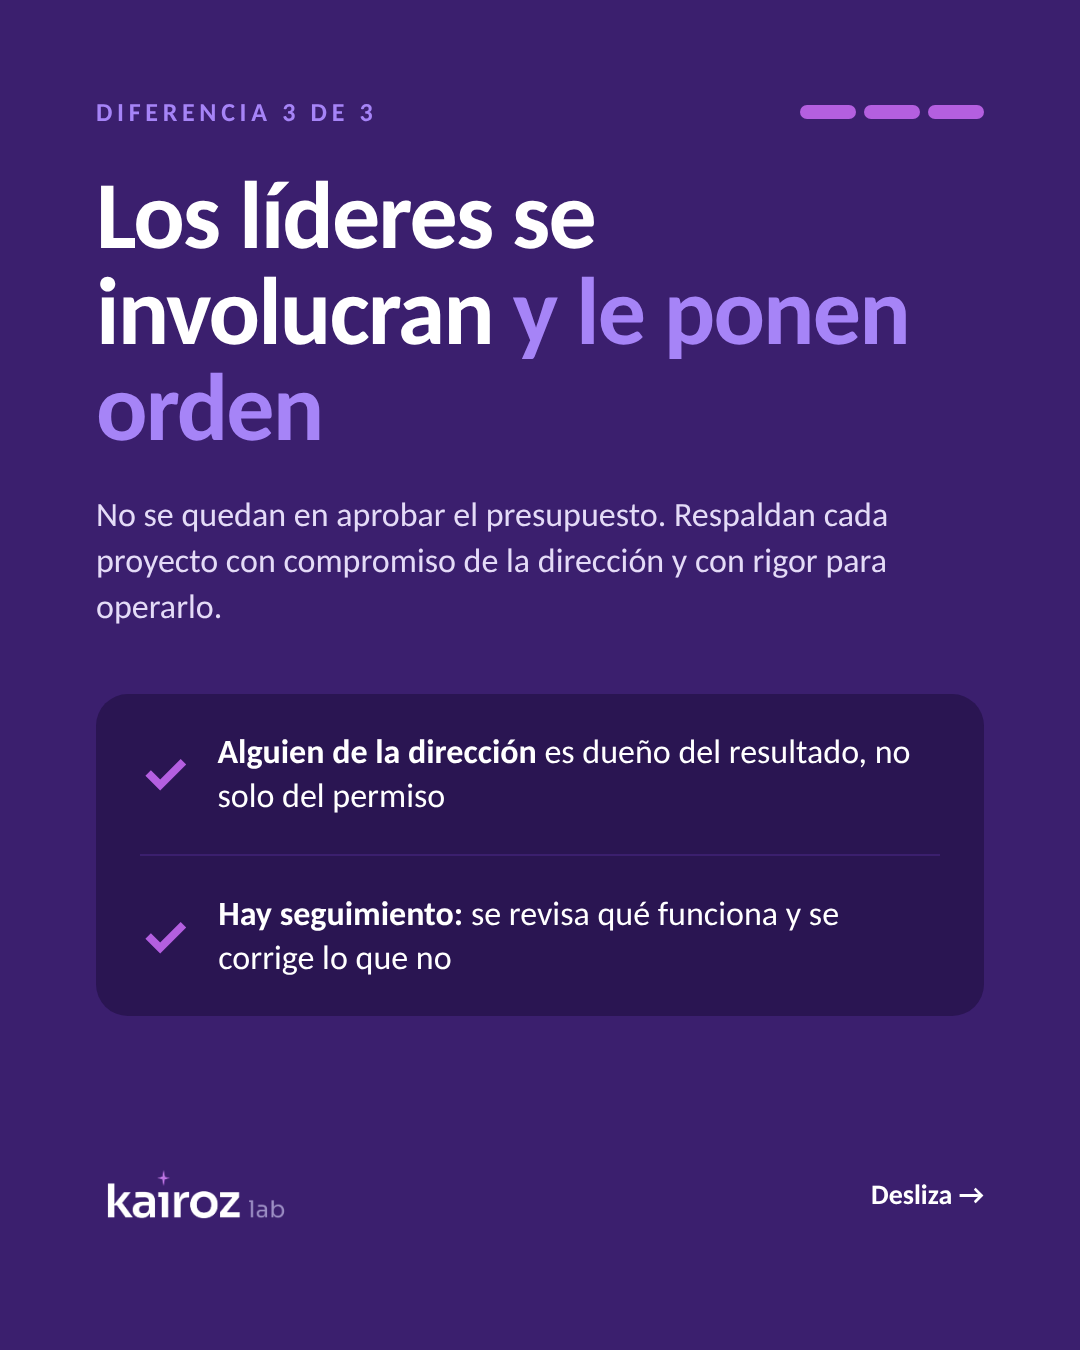 DIFERENCIA 3 DE 3
Los líderes se
involucran y le ponen
orden
No se quedan en aprobar el presupuesto. Respaldan cada
proyecto con compromiso de la dirección y con rigor para
operarlo.
Alguien de la dirección es dueño del resultado, no
solo del permiso
Hay seguimiento: se revisa qué funciona y se
corrige lo que no
kairoz lab
Desliza →